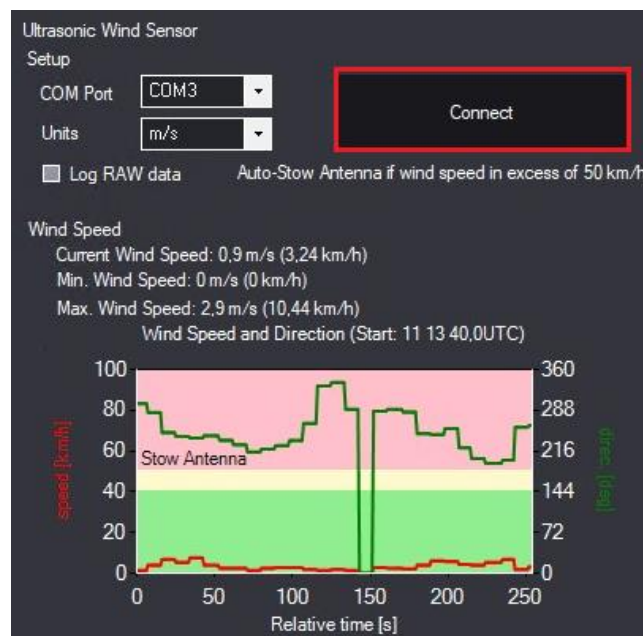 Ultrasonic Wind Sensor
Setup
COM Port COM3
Connect
Units m/s
Log RAW data Auto-Stow Antenna if wind speed in excess of 50 km/h
Wind Speed
Current Wind Speed: 0,9 m/s (3,24 km/h)
Min. Wind Speed: 0 m/s (0 km/h)
Max. Wind Speed: 2,9 m/s (10,44 km/h)
Wind Speed and Direction (Start: 11 13 40,0UTC)
100 360
80 288
60 216
Stow Antenna
40 144
20 72
0 0
speed [km/h]
direc. [deg]
0 50 100 150 200 250
Relative time [s]